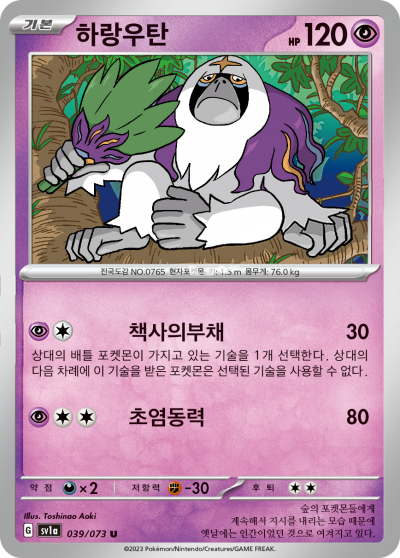 기본 하랑우탄 HP 120
전국도감 NO.0765 현자포켓몬 키: 1.5 m 몸무게: 76.0 kg
책사의부채 30
상대의 배틀 포켓몬이 가지고 있는 기술을 1개 선택한다. 상대의
다음 차례에 이 기술을 받은 포켓몬은 선택된 기술을 사용할 수 없다.
초염동력 80
약점 ×2 저항력 -30 후퇴
Illus. Toshinao Aoki
G sv1a 039/073 U
숲의 포켓몬들에게
계속해서 지시를 내리는 모습 때문에
옛날에는 인간이었던 것으로 여겨지고 있었다.
©2023 Pokémon/Nintendo/Creatures/GAME FREAK.